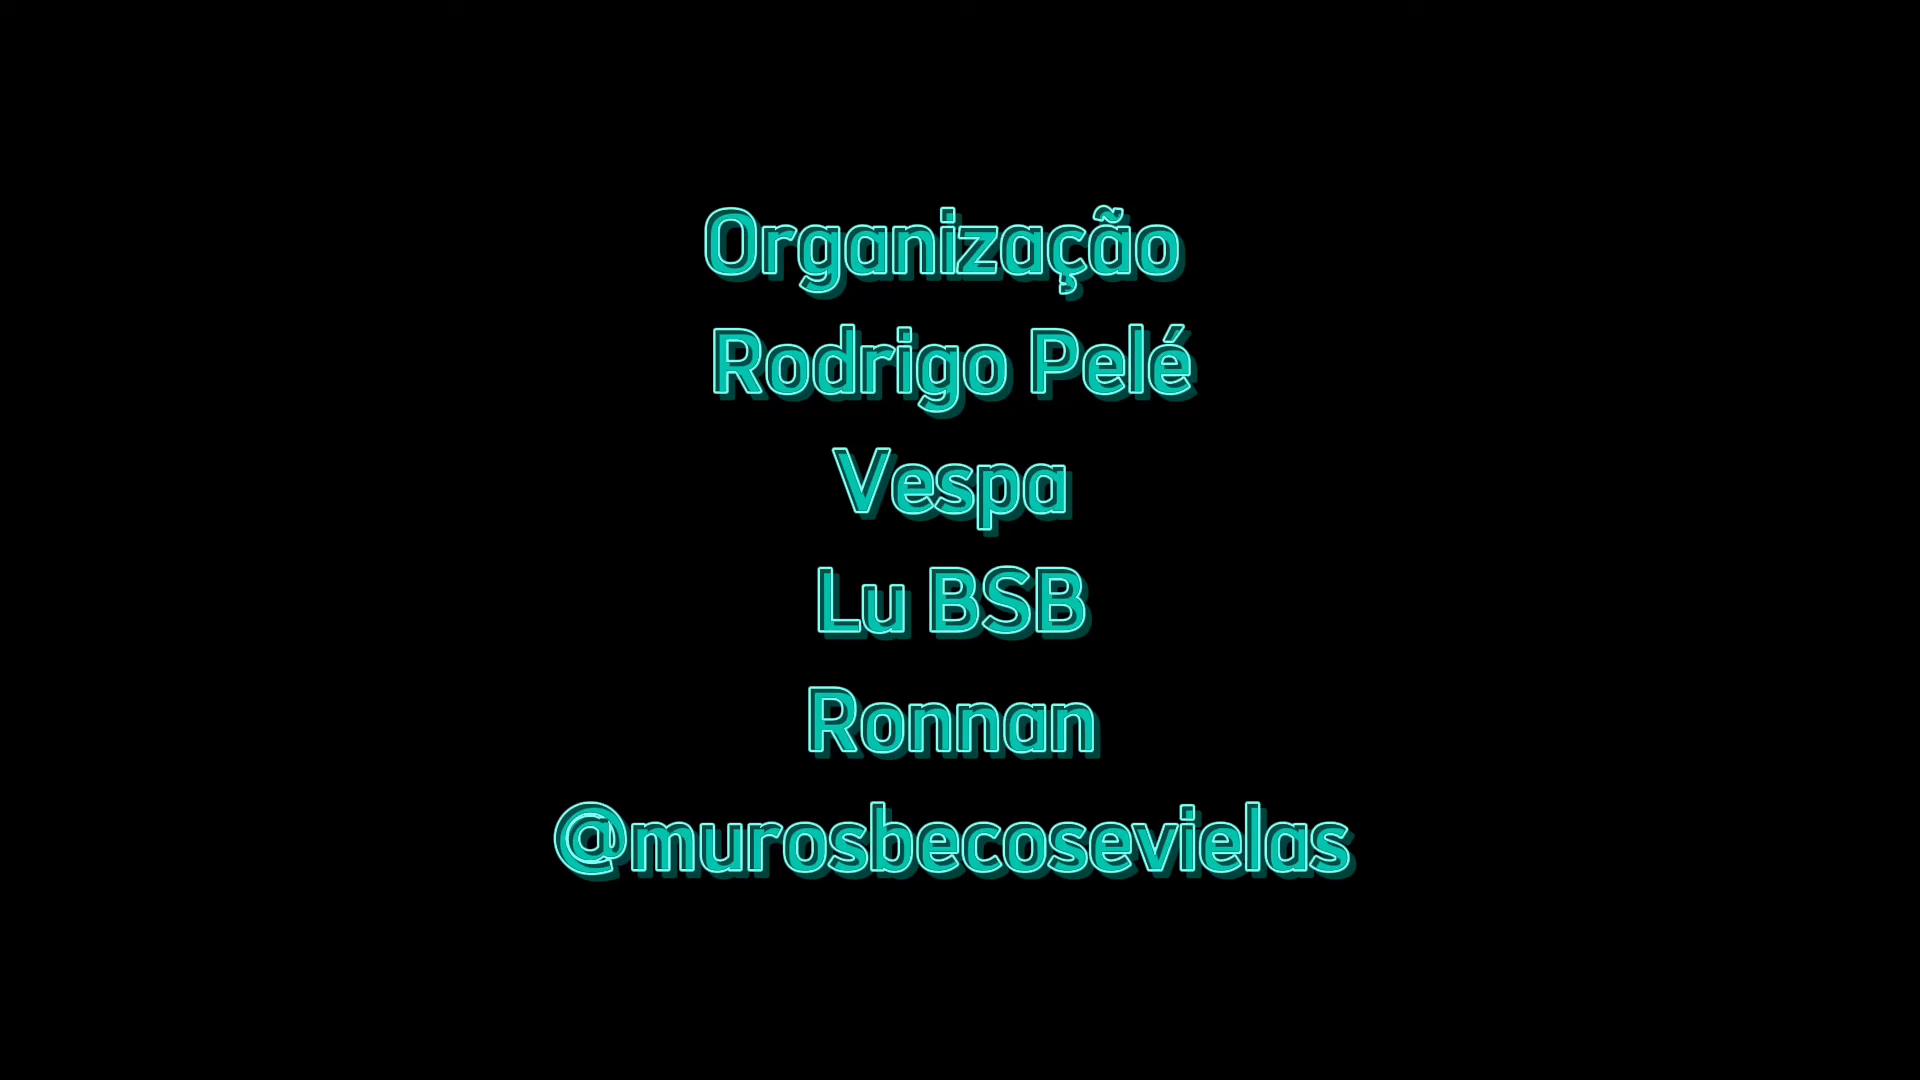 Organização
Rodrigo Pelé
Vespa
Lu BSB
Ronnan
@murosbecosevielas